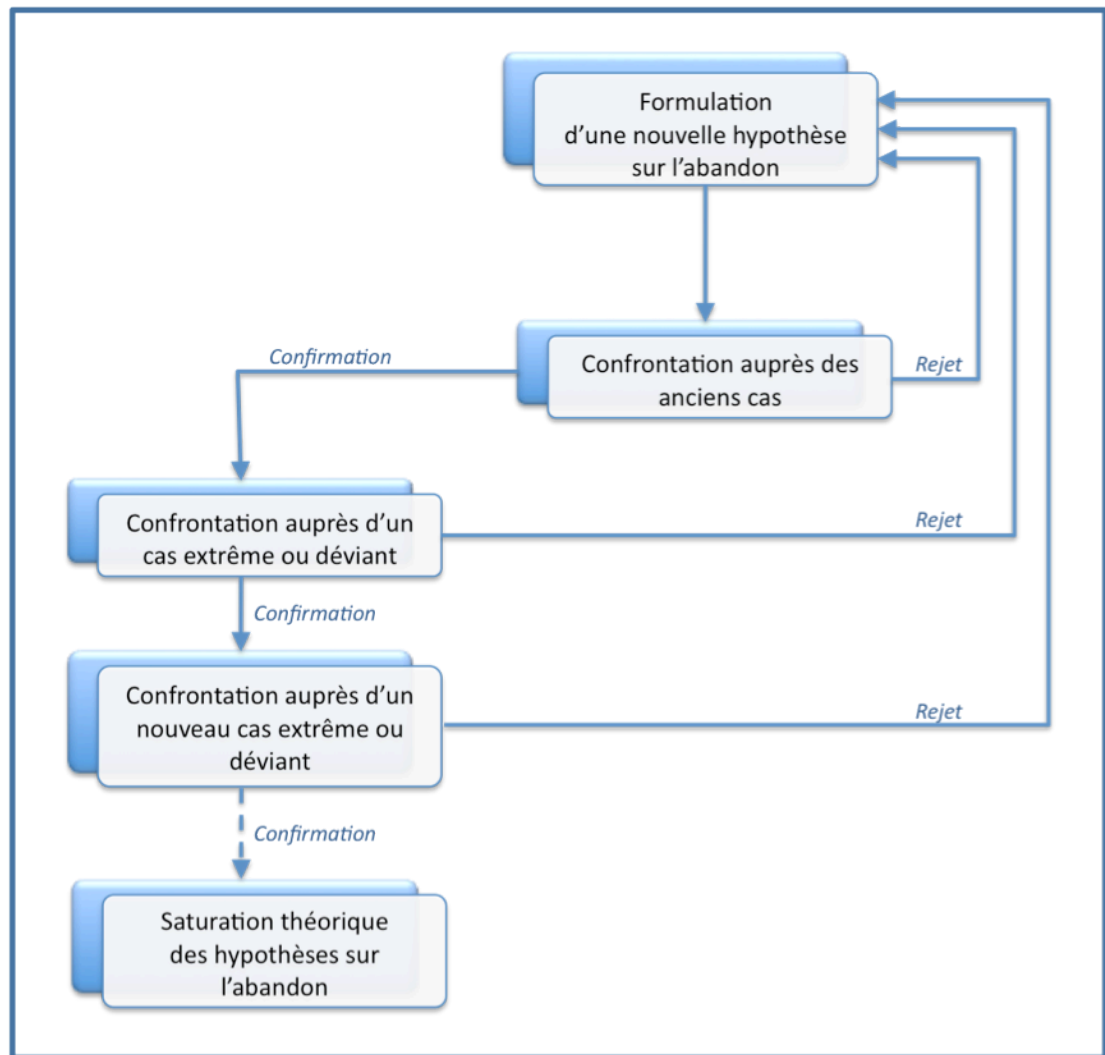 Formulation
d’une nouvelle hypothèse
sur l’abandon
Confirmation
Confrontation auprès des
anciens cas
Rejet
Confrontation auprès d’un
cas extrême ou déviant
Rejet
Confirmation
Confrontation auprès d’un
nouveau cas extrême ou
déviant
Rejet
Confirmation
Saturation théorique
des hypothèses sur
l’abandon